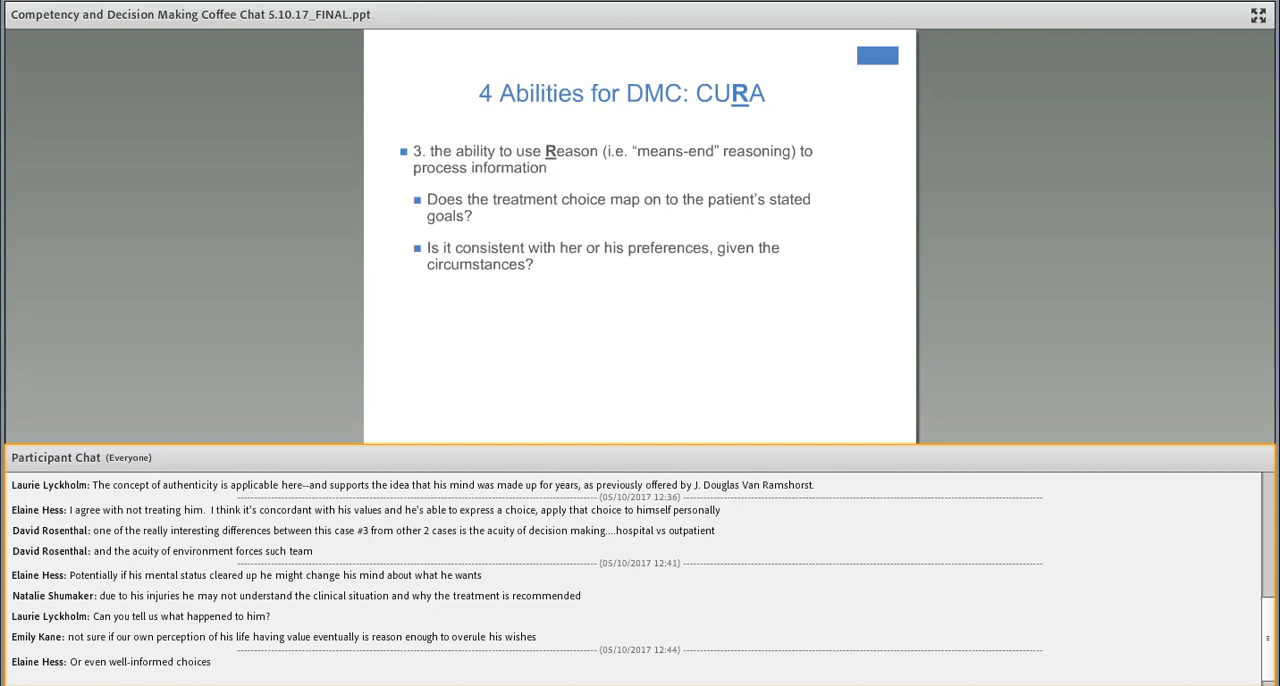 Competency and Decision Making Coffee Chat 5.10.17_FINAL.ppt
4 Abilities for DMC: CURA
3. the ability to use Reason (i.e. “means-end” reasoning) to
process information
Does the treatment choice map on to the patient’s stated
goals?
Is it consistent with her or his preferences, given the
circumstances?
Participant Chat (Everyone)
Laurie Lyckholm: The concept of authenticity is applicable here--and supports the idea that his mind was made up for years, as previously offered by J. Douglas Van Ramshorst.
(05/10/2017 12:36)
Elaine Hess: I agree with not treating him.  I think it's concordant with his values and he's able to express a choice, apply that choice to himself personally
David Rosenthal: one of the really interesting differences between this case #3 from other 2 cases is the acuity of decision making....hospital vs outpatient
David Rosenthal: and the acuity of environment forces such team
(05/10/2017 12:41)
Elaine Hess: Potentially if his mental status cleared up he might change his mind about what he wants
Natalie Shumaker: due to his injuries he may not understand the clinical situation and why the treatment is recommended
Laurie Lyckholm: Can you tell us what happened to him?
Emily Kane: not sure if our own perception of his life having value eventually is reason enough to overule his wishes
(05/10/2017 12:44)
Elaine Hess: Or even well-informed choices